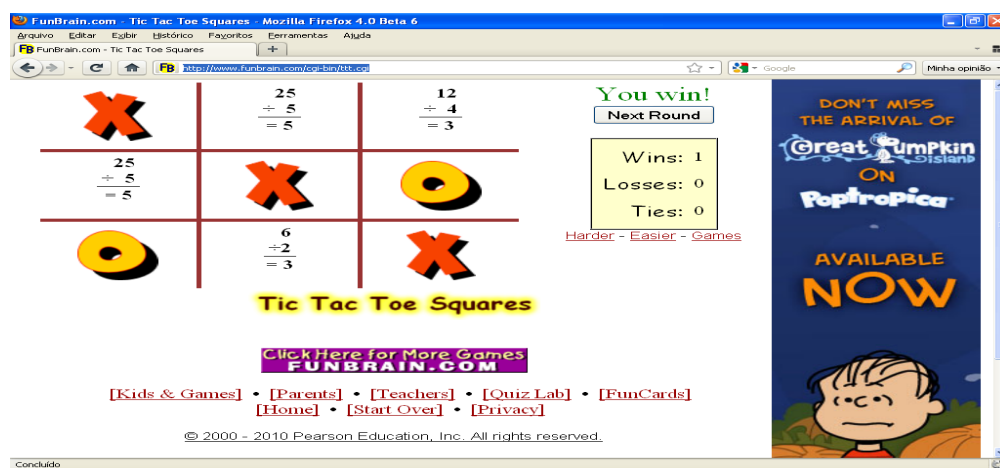 FunBrain.com - Tic Tac Toe Squares - Mozilla Firefox 4.0 Beta 6
Arquivo Editar Exibir Histórico Favoritos Ferramentas Ajuda
FB FunBrain.com - Tic Tac Toe Squares
FB http://www.funbrain.com/cgi-bin/ttt.cgi
Google
Minha opinião
X
25
÷ 5
= 5
12
÷ 4
= 3
25
÷ 5
= 5
X
O
O
6
÷2
= 3
X
You win!
Next Round
Wins: 1
Losses: 0
Ties: 0
Harder - Easier - Games
Tic Tac Toe Squares
Click Here for More Games
FUNBRAIN.COM
[Kids & Games] • [Parents] • [Teachers] • [Quiz Lab] • [FunCards]
[Home] • [Start Over] • [Privacy]
© 2000 - 2010 Pearson Education, Inc. All rights reserved.
DON'T MISS
THE ARRIVAL OF
Great Pumpkin
ISLAND
ON
Poptropica
AVAILABLE
NOW
Concluído